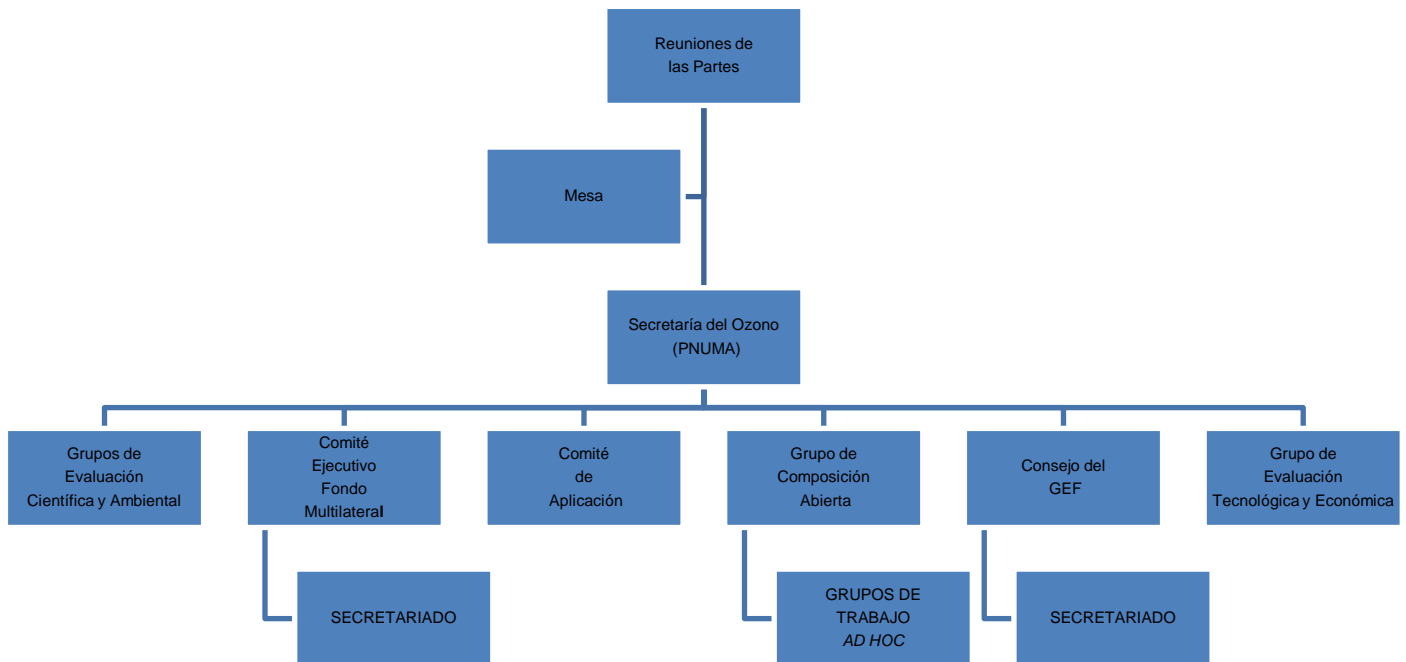 Reuniones de
las Partes
Mesa
Secretaría del Ozono
(PNUMA)
Grupos de
Evaluación
Científica y Ambiental
Comité
Ejecutivo
Fondo
Multilateral
Comité
de
Aplicación
Grupo de
Composición
Abierta
Consejo del
GEF
Grupo de
Evaluación
Tecnológica y Económica
SECRETARIADO
GRUPOS DE
TRABAJO
AD HOC
SECRETARIADO